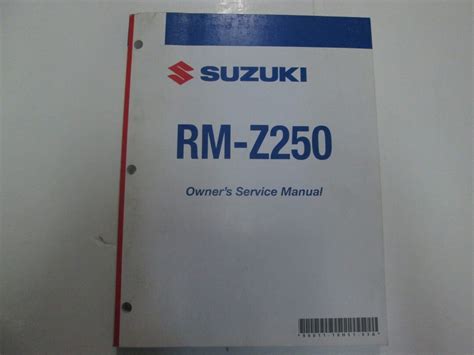 SUZUKI
RM-Z250
Owner's Service Manual